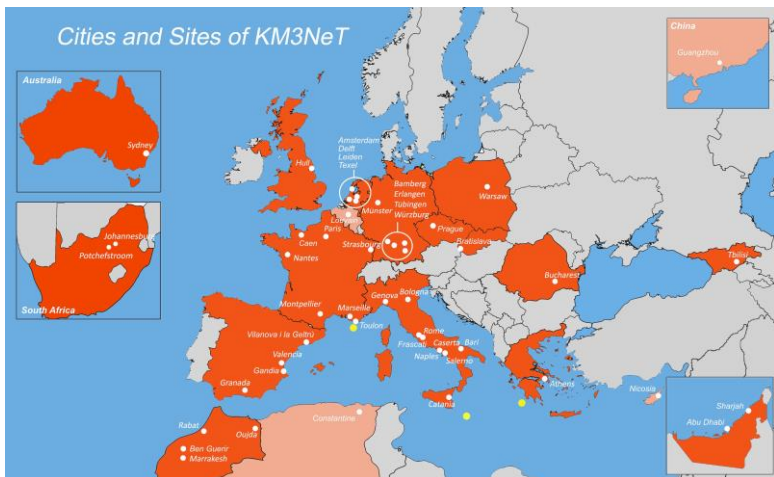 Cities and Sites of KM3NeT
Australia
Sydney
Johannesburg
Potchefstroom
South Africa
China
Guangzhou
Amsterdam
Delft
Leiden
Texel
Hull
Bamberg
Erlangen
Tübingen
Würzburg
Münster
Warsaw
Louvain
Paris
Prague
Caen
Strasbourg
Bratislava
Nantes
Tbilisi
Bucharest
Bologna
Genova
Montpellier
Marseille
Toulon
Vilanova i la Geltrú
Rome
Frascati
Caserta
Bari
Naples
Salerno
Valencia
Gandia
Granada
Athens
Nicosia
Catania
Constantine
Rabat
Oujda
Ben Guerir
Marrakesh
Sharjah
Abu Dhabi